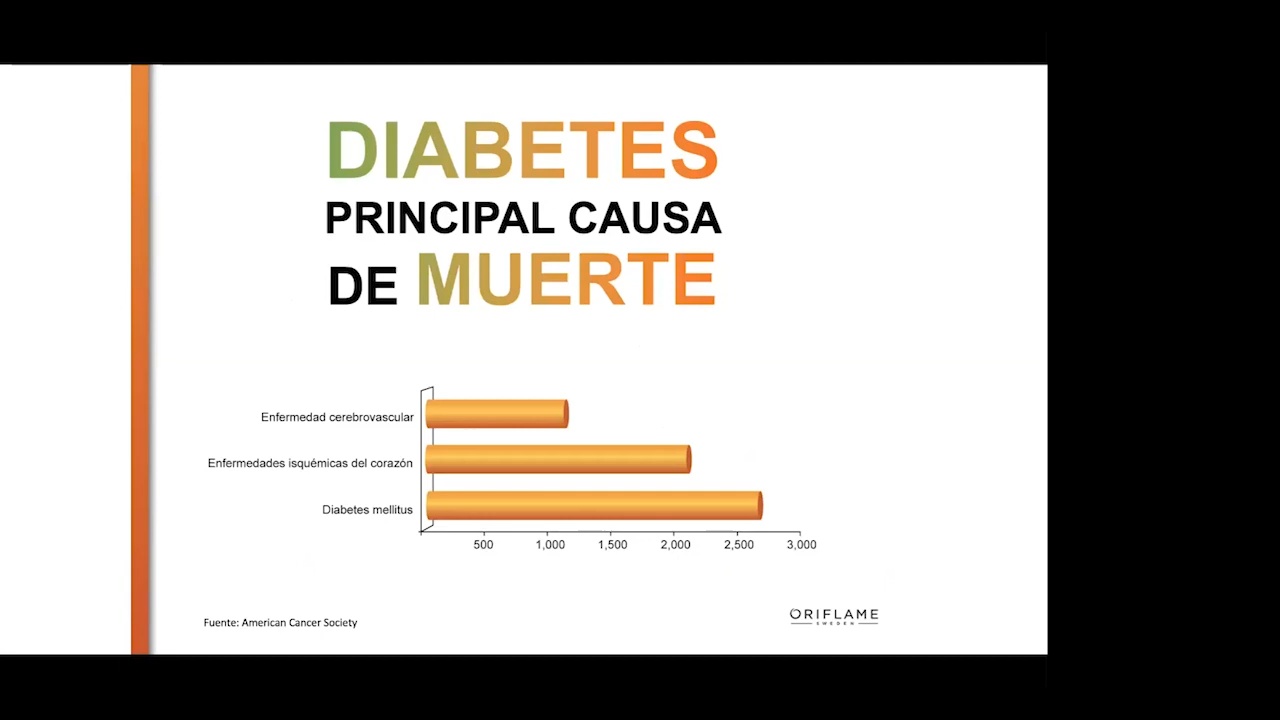 DIABETES
PRINCIPAL CAUSA
DE MUERTE
Enfermedad cerebrovascular
Enfermedades isquémicas del corazón
Diabetes mellitus
500 1,000 1,500 2,000 2,500 3,000
Fuente: American Cancer Society
ORIFLAME
SWEDEN